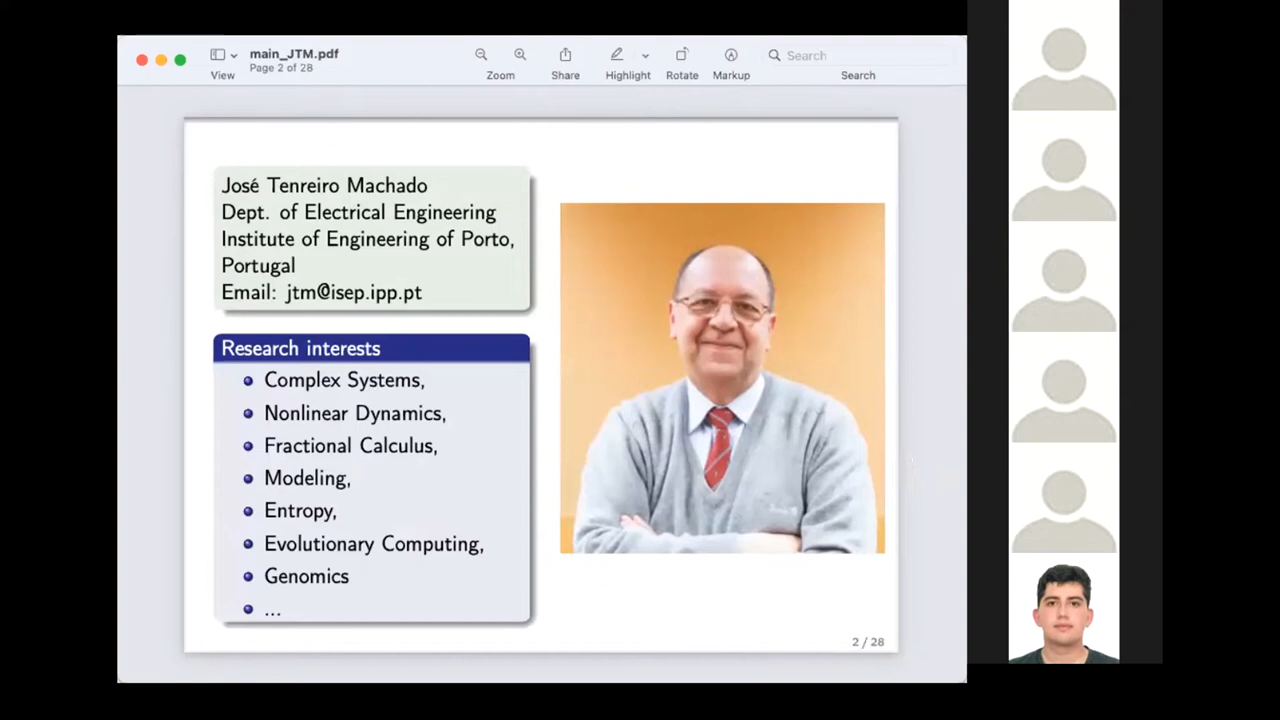 main_JTM.pdf
Page 2 of 28
View
Zoom
Share
Highlight
Rotate
Markup
Search
Search
José Tenreiro Machado
Dept. of Electrical Engineering
Institute of Engineering of Porto,
Portugal
Email: jtm@isep.ipp.pt
Research interests
Complex Systems,
Nonlinear Dynamics,
Fractional Calculus,
Modeling,
Entropy,
Evolutionary Computing,
Genomics
...
2 / 28